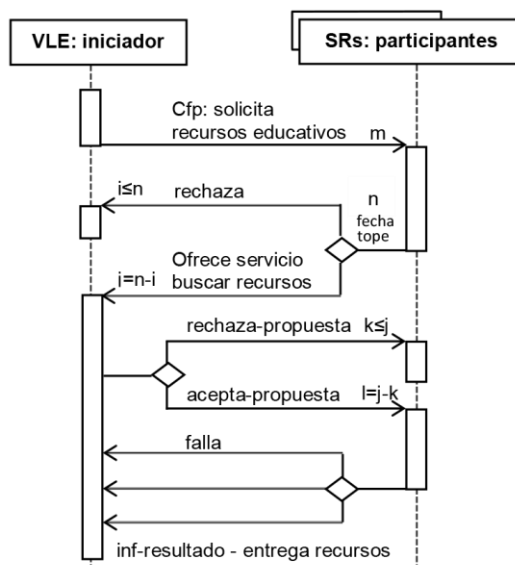 VLE: iniciador
SRs: participantes
Cfp: solicita
recursos educativos m
i≤n rechaza
n
fecha
tope
Ofrece servicio
i=n-i buscar recursos
rechaza-propuesta k≤j
acepta-propuesta l=j-k
falla
inf-resultado - entrega recursos